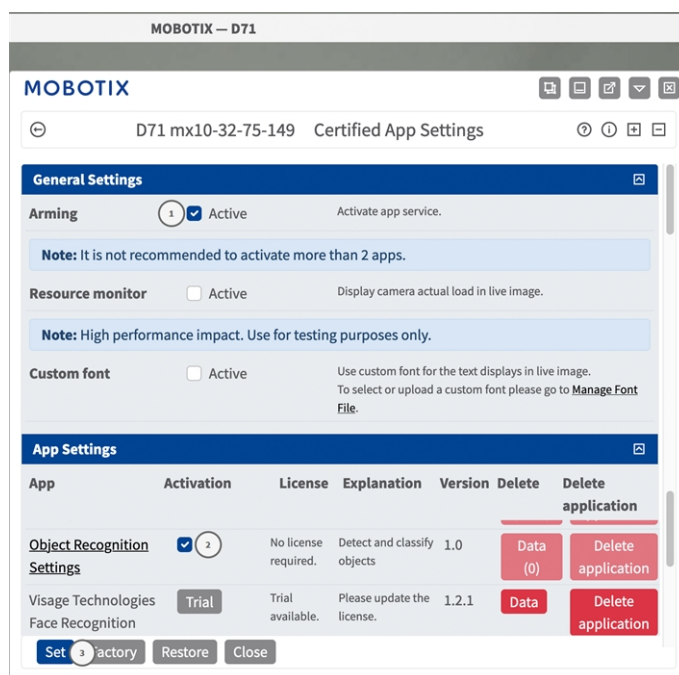 MOBOTIX — D71
MOBOTIX
D71 mx10-32-75-149 Certified App Settings
General Settings
Arming 1 Active Activate app service.
Note: It is not recommended to activate more than 2 apps.
Resource monitor Active Display camera actual load in live image.
Note: High performance impact. Use for testing purposes only.
Custom font Active Use custom font for the text displays in live image.
To select or upload a custom font please go to Manage Font
File.
App Settings
App Activation License Explanation Version Delete Delete
application
Object Recognition 2 No license Detect and classify 1.0 Data Delete
Settings required. objects (0) application
Visage Technologies Trial Trial Please update the 1.2.1 Data Delete
Face Recognition available. license. application
Set 3 actory Restore Close